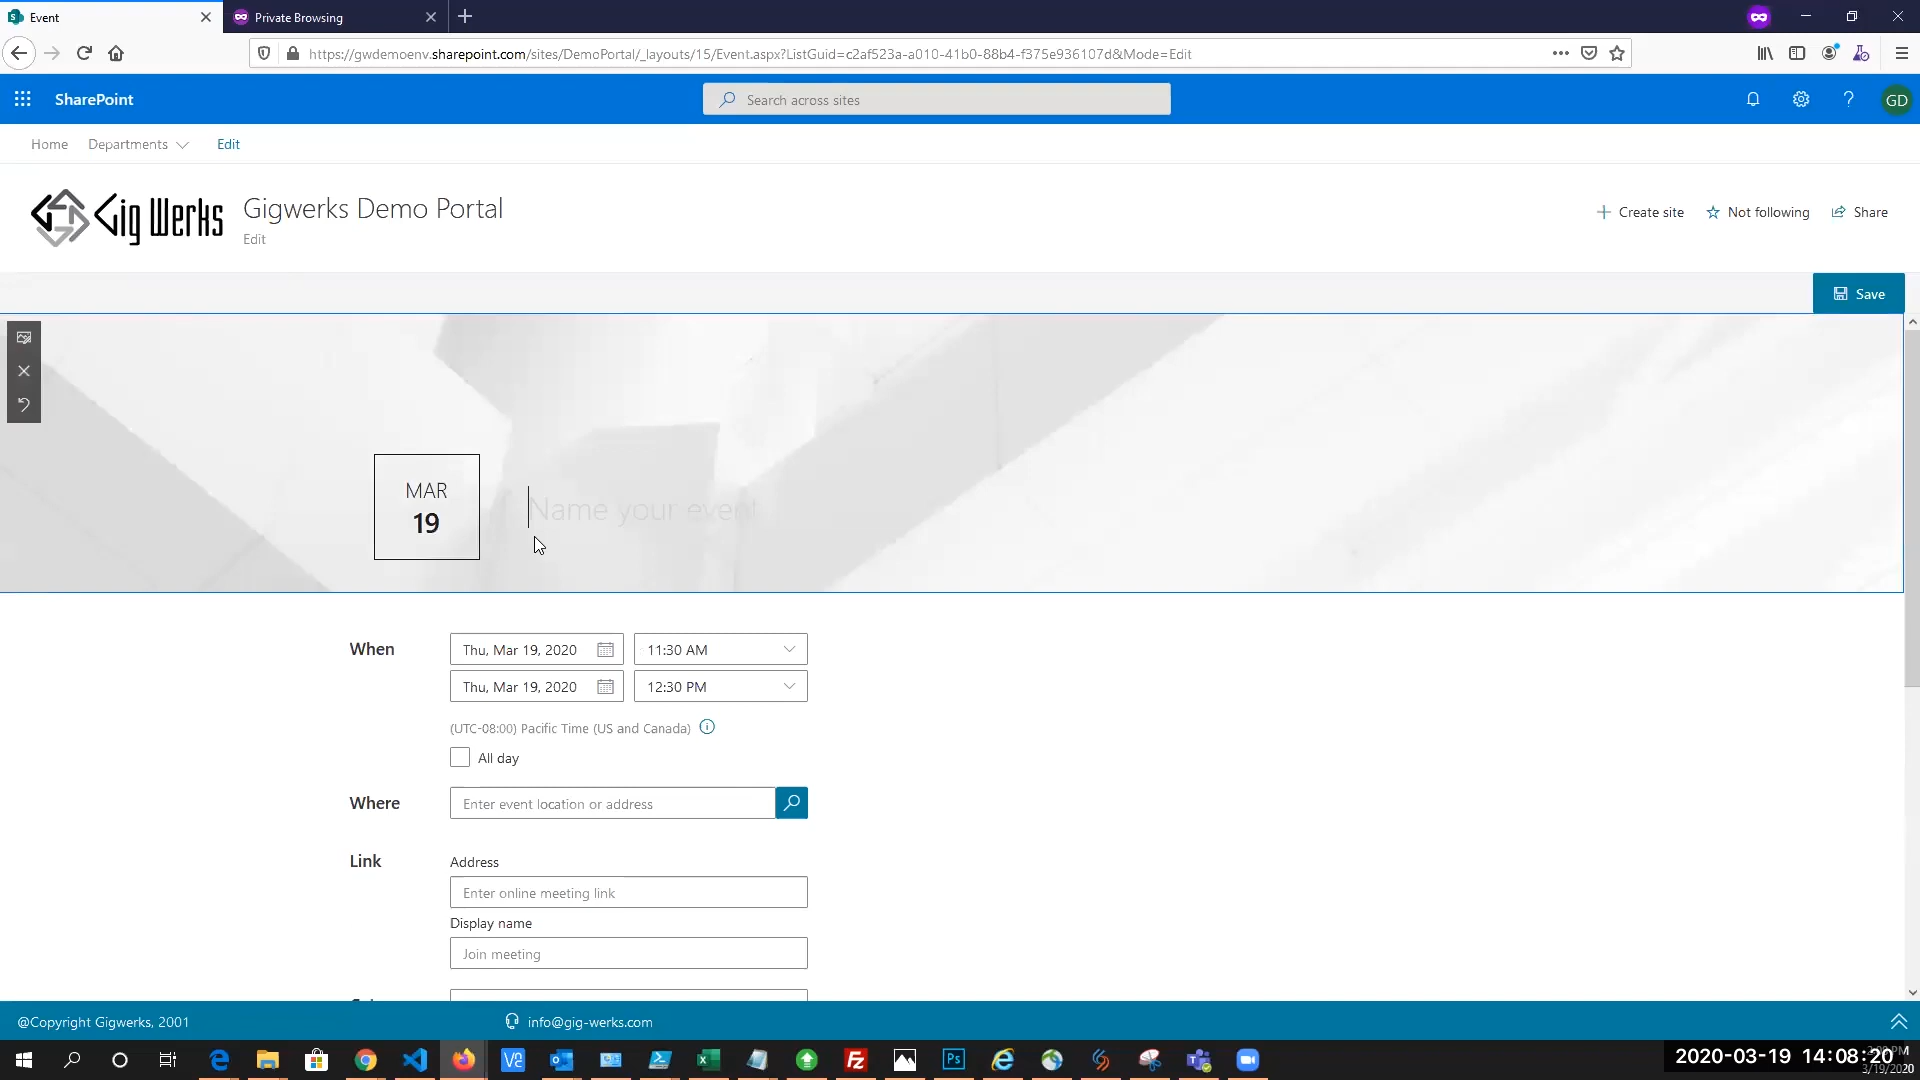 Event
Private Browsing
https://gwdemoenv.sharepoint.com/sites/DemoPortal/_layouts/15/Event.aspx?ListGuid=c2af523a-a010-41b0-88b4-f375e936107d&Mode=Edit
SharePoint
Search across sites
GD
Home
Departments
Edit
Gig Werks
Gigwerks Demo Portal
Edit
Create site
Not following
Share
Save
MAR
19
Name your event
When
Thu, Mar 19, 2020
11:30 AM
Thu, Mar 19, 2020
12:30 PM
(UTC-08:00) Pacific Time (US and Canada)
All day
Where
Enter event location or address
Link
Address
Enter online meeting link
Display name
Join meeting
@Copyright Gigwerks, 2001
info@gig-werks.com
2020-03-19 14:08:20
3/19/2020